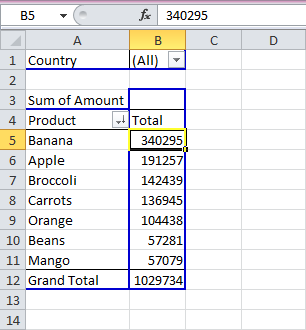 B5 fx 340295
A B C D
1 Country (All)
2
3 Sum of Amount
4 Product Total
5 Banana 340295
6 Apple 191257
7 Broccoli 142439
8 Carrots 136945
9 Orange 104438
10 Beans 57281
11 Mango 57079
12 Grand Total 1029734
13
14